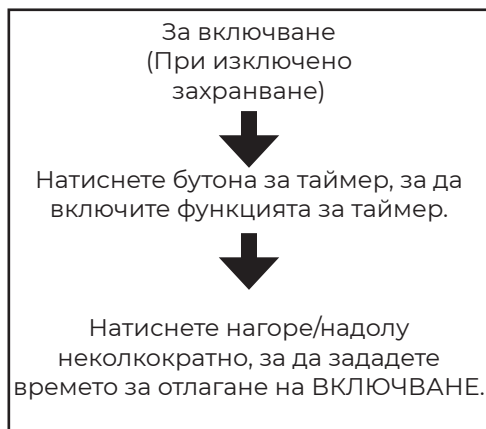 За включване
(При изключено
захранване)
Натиснете бутона за таймер, за да
включите функцията за таймер.
Натиснете нагоре/надолу
неколкократно, за да зададете
времето за отлагане на ВКЛЮЧВАНЕ.